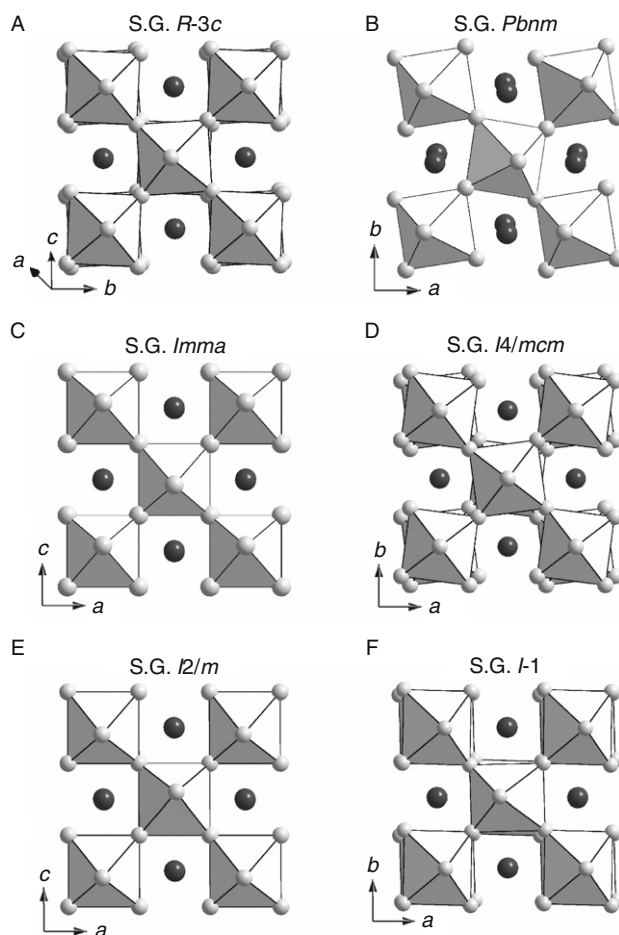 A
S.G. R-3c
c
a
b
B
S.G. Pbnm
b
a
C
S.G. Imma
c
a
D
S.G. I4/mcm
b
a
E
S.G. I2/m
c
a
F
S.G. I-1
b
a